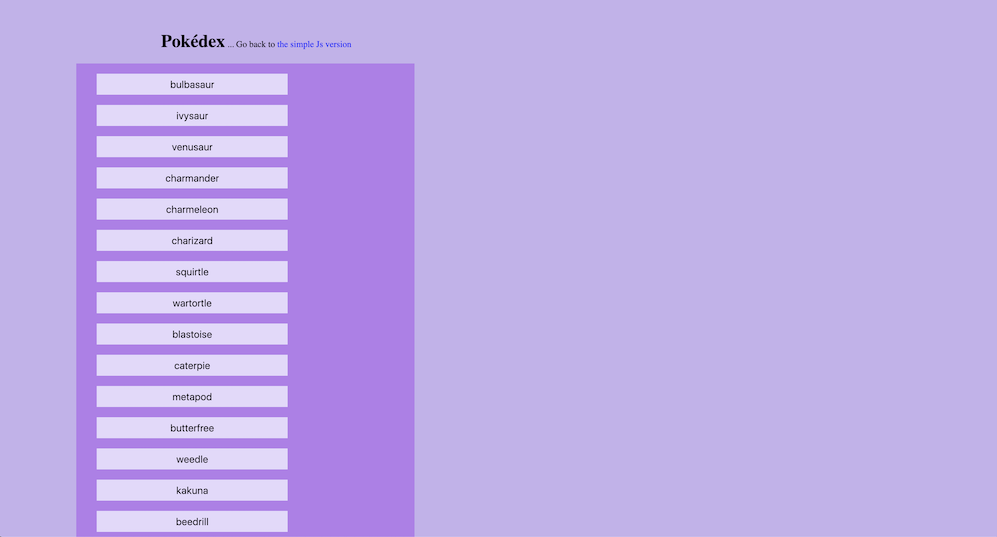 Pokédex ... Go back to the simple Js version
bulbasaur
ivysaur
venusaur
charmander
charmeleon
charizard
squirtle
wartortle
blastoise
caterpie
metapod
butterfree
weedle
kakuna
beedrill